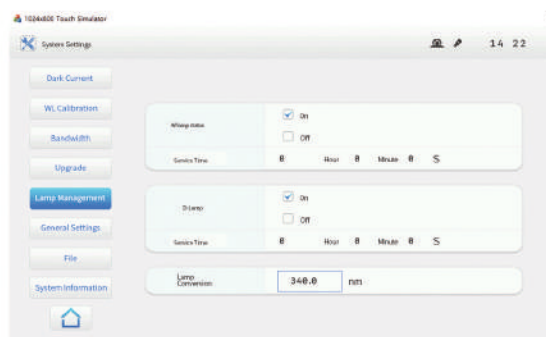 1024x600 Touch Simulator
System Settings
14 22
Dark Current
WL Calibration
Bandwidth
Upgrade
Lamp Management
General Settings
File
System Information
On
Off
Service Time 0 Hour 0 Minute 0 S
D-Lamp
On
Off
Service Time 0 Hour 0 Minute 0 S
Lamp
Conversion
340.0 nm